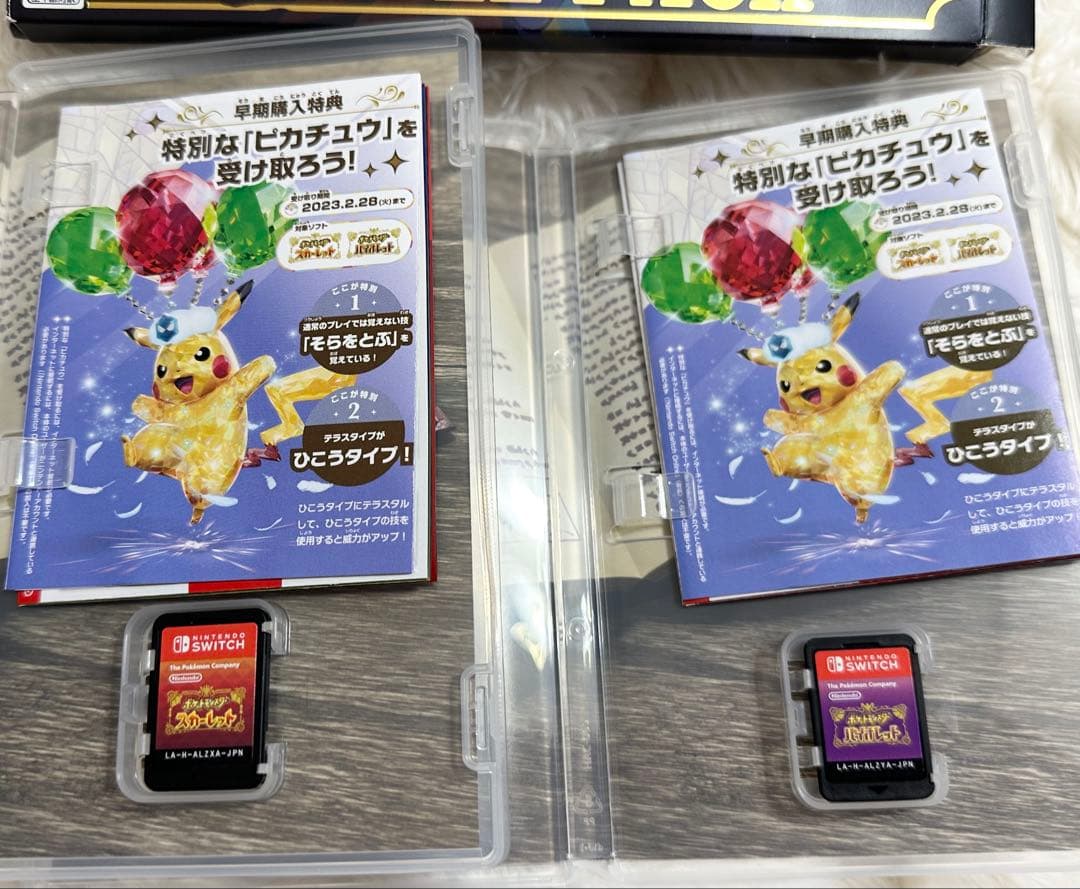 早期購入特典
特別な「ピカチュウ」を
受け取ろう!
受け取り期間
2023.2.28(火)まで
対象ソフト
ポケットモンスター
スカーレット
ポケットモンスター
バイオレット
ここが特別
1
通常のプレイでは覚えない技
「そらをとぶ」を
覚えている!
ここが特別
2
テラスタイプが
ひこうタイプ!
ひこうタイプにテラスタル
して、ひこうタイプの技を
使用すると威力がアップ!
NINTENDO
SWITCH
The Pokémon Company
Nintendo
ポケットモンスター
スカーレット
LA-H-ALZXA-JPN
早期購入特典
特別な「ピカチュウ」を
受け取ろう!
受け取り期間
2023.2.28(火)まで
対象ソフト
ポケットモンスター
スカーレット
ポケットモンスター
バイオレット
ここが特別
1
通常のプレイでは覚えない技
「そらをとぶ」を
覚えている!
ここが特別
2
テラスタイプが
ひこうタイプ!
ひこうタイプにテラスタル
して、ひこうタイプの技を
使用すると威力がアップ!
NINTENDO
SWITCH
The Pokémon Company
Nintendo
ポケットモンスター
バイオレット
LA-H-ALZYA-JPN